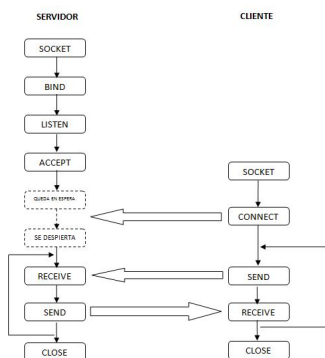 SERVIDOR
SOCKET
BIND
LISTEN
ACCEPT
QUEDA EN ESPERA
SE DESPIERTA
RECEIVE
SEND
CLOSE
CLIENTE
SOCKET
CONNECT
SEND
RECEIVE
CLOSE